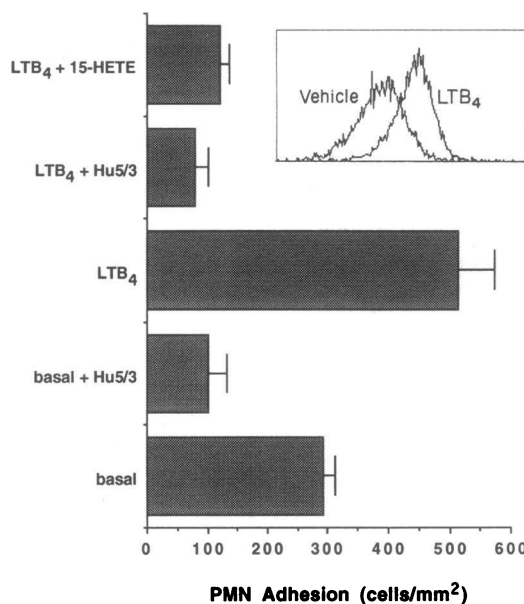 LTB4 + 15-HETE
Vehicle
LTB4
LTB4 + Hu5/3
LTB4
basal + Hu5/3
basal
0 100 200 300 400 500 600
PMN Adhesion (cells/mm2)